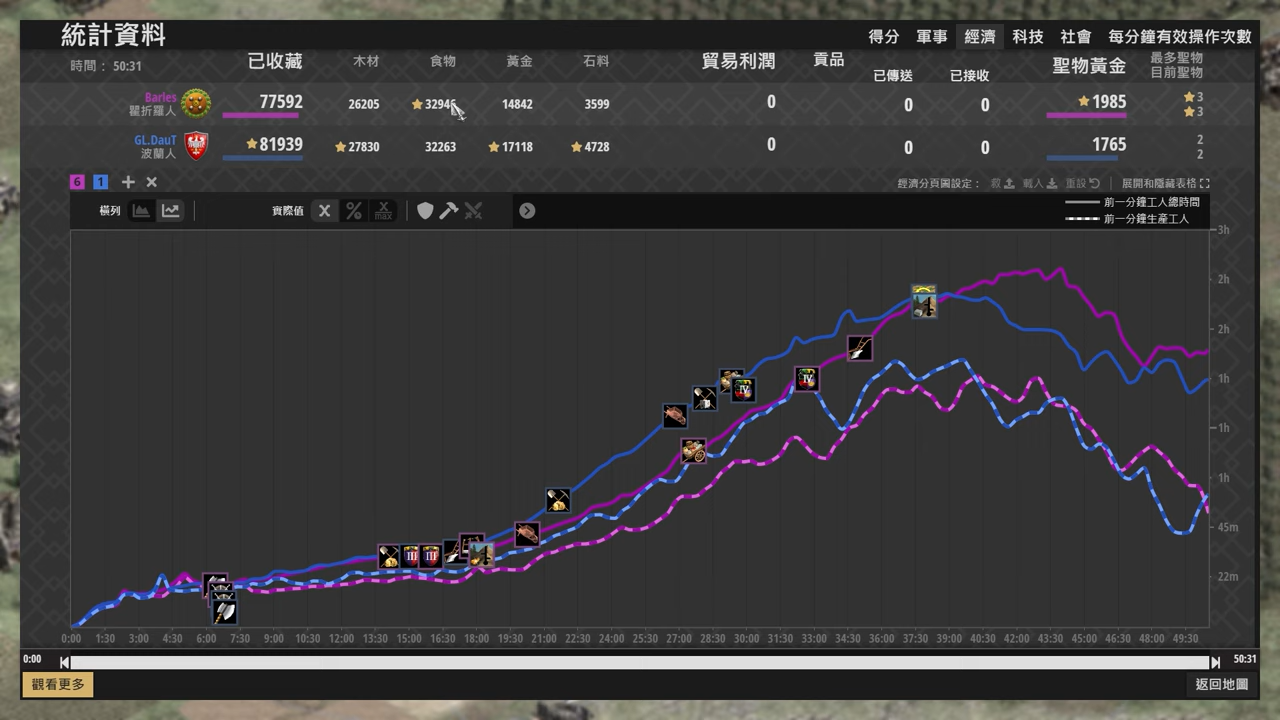 統計資料
得分 軍事 經濟 科技 社會 每分鐘有效操作次數
時間： 50:31
已收藏 木材 食物 黃金 石料 貿易利潤 貢品 已傳送 已接收 聖物黃金 最多聖物 目前聖物
Barles
瞿折羅人
77592 26205 32946 14842 3599 0 0 0 1985 3 3
GL.DauT
波蘭人
81939 27830 32263 17118 4728 0 0 0 1765 2 2
6 1 經濟分頁圖設定： 載入 重設 展開和隱藏表格
橫列 實際值 X % X max
前一分鐘工人總時間
前一分鐘生產工人
3h
2h
2h
1h
1h
1h
45m
22m
IV
IV
III III
0:00 1:30 3:00 4:30 6:00 7:30 9:00 10:30 12:00 13:30 15:00 16:30 18:00 19:30 21:00 22:30 24:00 25:30 27:00 28:30 30:00 31:30 33:00 34:30 36:00 37:30 39:00 40:30 42:00 43:30 45:00 46:30 48:00 49:30
0:00 50:31
觀看更多 返回地圖